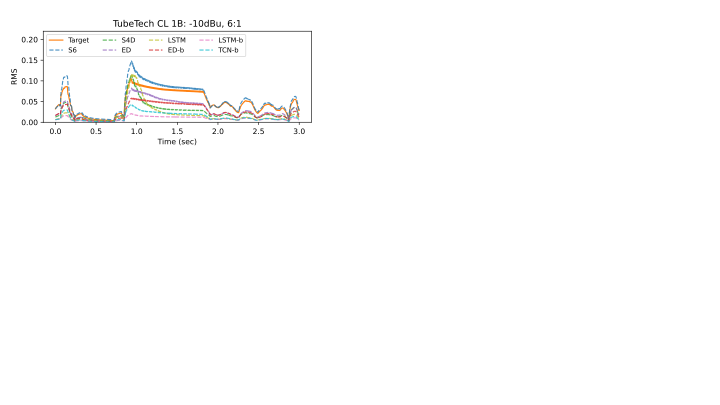 TubeTech CL 1B: -10dBu, 6:1
Target S4D LSTM LSTM-b
S6 ED ED-b TCN-b
RMS
0.20
0.15
0.10
0.05
0.00
0.0 0.5 1.0 1.5 2.0 2.5 3.0
Time (sec)